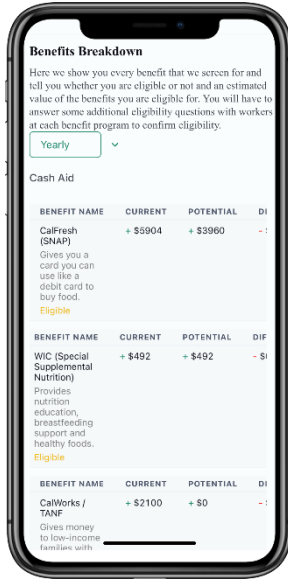 Benefits Breakdown
Here we show you every benefit that we screen for and
tell you whether you are eligible or not and an estimated
value of the benefits you are eligible for. You will have to
answer some additional eligibility questions with workers
at each benefit program to confirm eligibility.
Yearly
Cash Aid
BENEFIT NAME CURRENT POTENTIAL DI
CalFresh + $5904 + $3960 -
(SNAP)
Gives you a
card you can
use like a
debit card to
buy food.
Eligible
BENEFIT NAME CURRENT POTENTIAL DIF
WIC (Special + $492 + $492 - $
Supplemental
Nutrition)
Provides
nutrition
education,
breastfeeding
support and
healthy foods.
Eligible
BENEFIT NAME CURRENT POTENTIAL DI
CalWorks / + $2100 + $0 -
TANF
Gives money
to low-income
families with